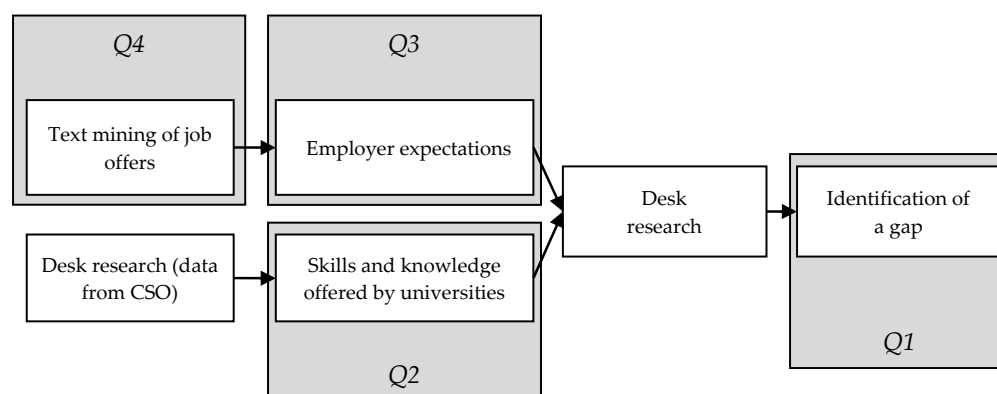 Q4
Text mining of job
offers
Q3
Employer expectations
Desk research (data
from CSO)
Skills and knowledge
offered by universities
Q2
Desk
research
Identification of
a gap
Q1